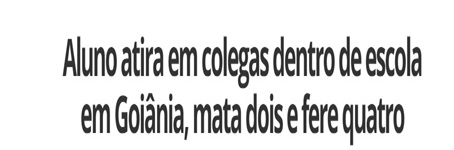 Aluno atira em colegas dentro de escola
em Goiânia, mata dois e fere quatro